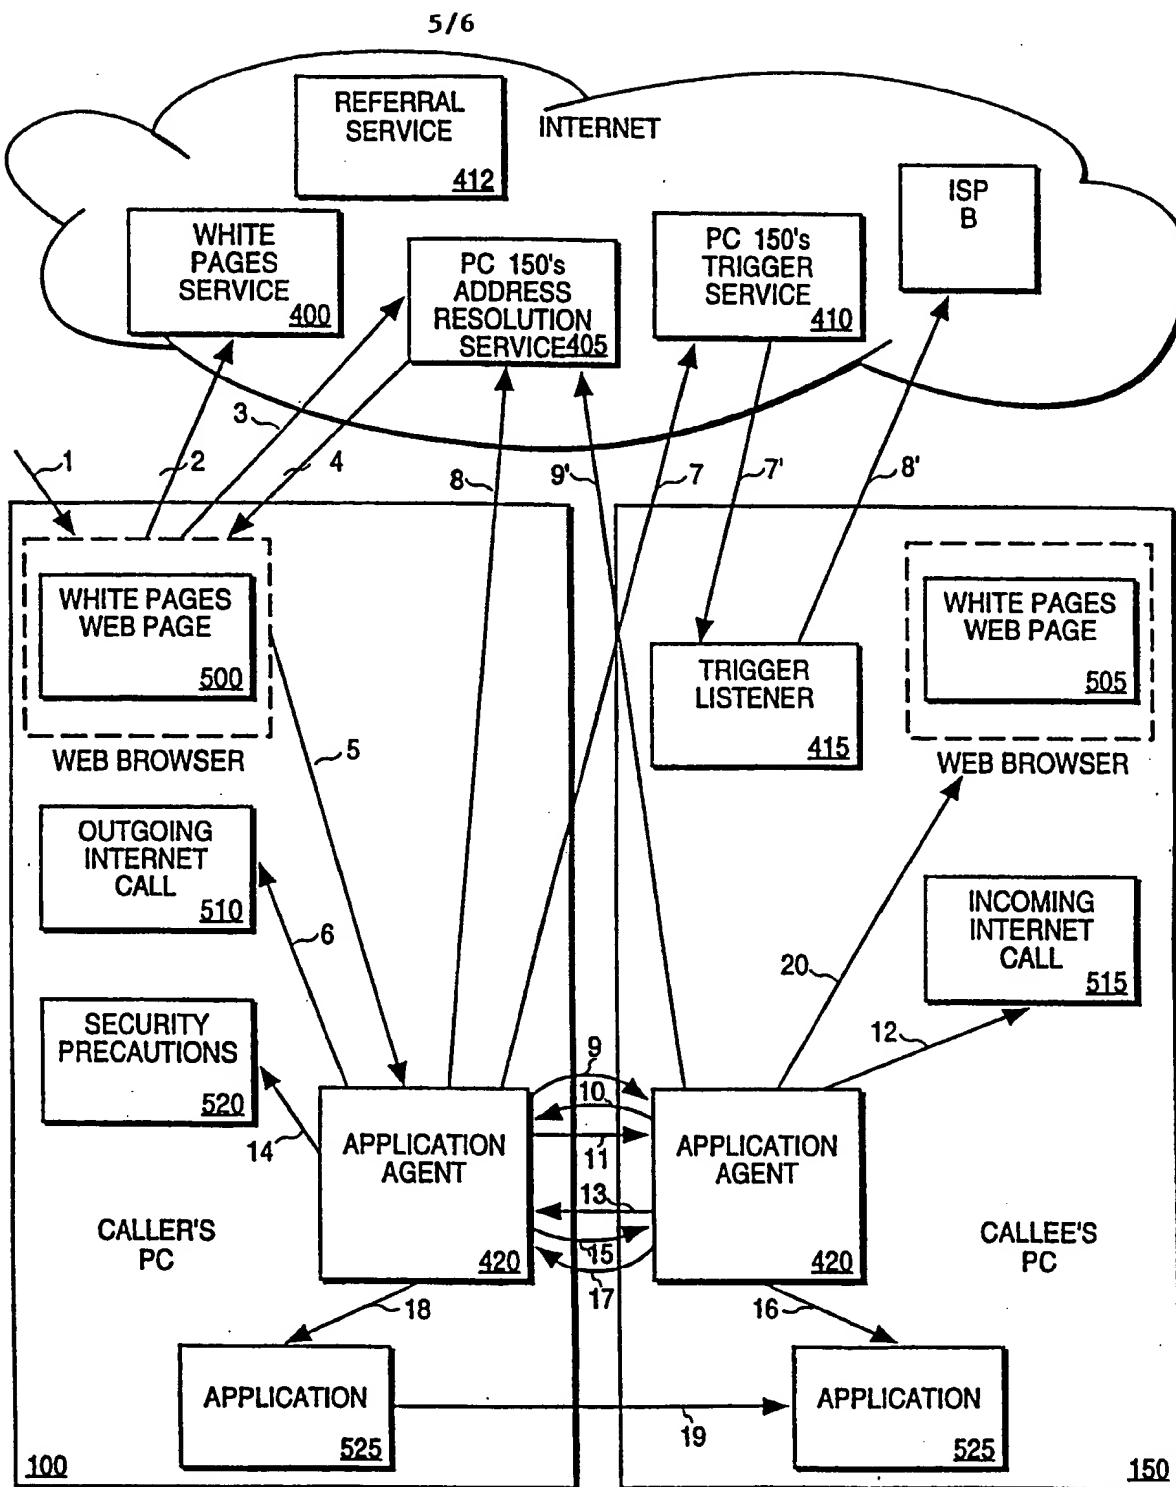 5/6
REFERRAL
SERVICE
412
INTERNET
ISP
B
WHITE
PAGES
SERVICE
400
PC 150's
ADDRESS
RESOLUTION
SERVICE 405
PC 150's
TRIGGER
SERVICE
410
1
2
3
4
8
9'
7
7'
8'
WHITE PAGES
WEB PAGE
500
WEB BROWSER
5
TRIGGER
LISTENER
415
WHITE PAGES
WEB PAGE
505
WEB BROWSER
OUTGOING
INTERNET
CALL
510
6
INCOMING
INTERNET
CALL
515
20
12
SECURITY
PRECAUTIONS
520
14
9
10
11
13
15
17
APPLICATION
AGENT
420
APPLICATION
AGENT
420
CALLER'S
PC
CALLEE'S
PC
18
16
APPLICATION
525
19
APPLICATION
525
100
150